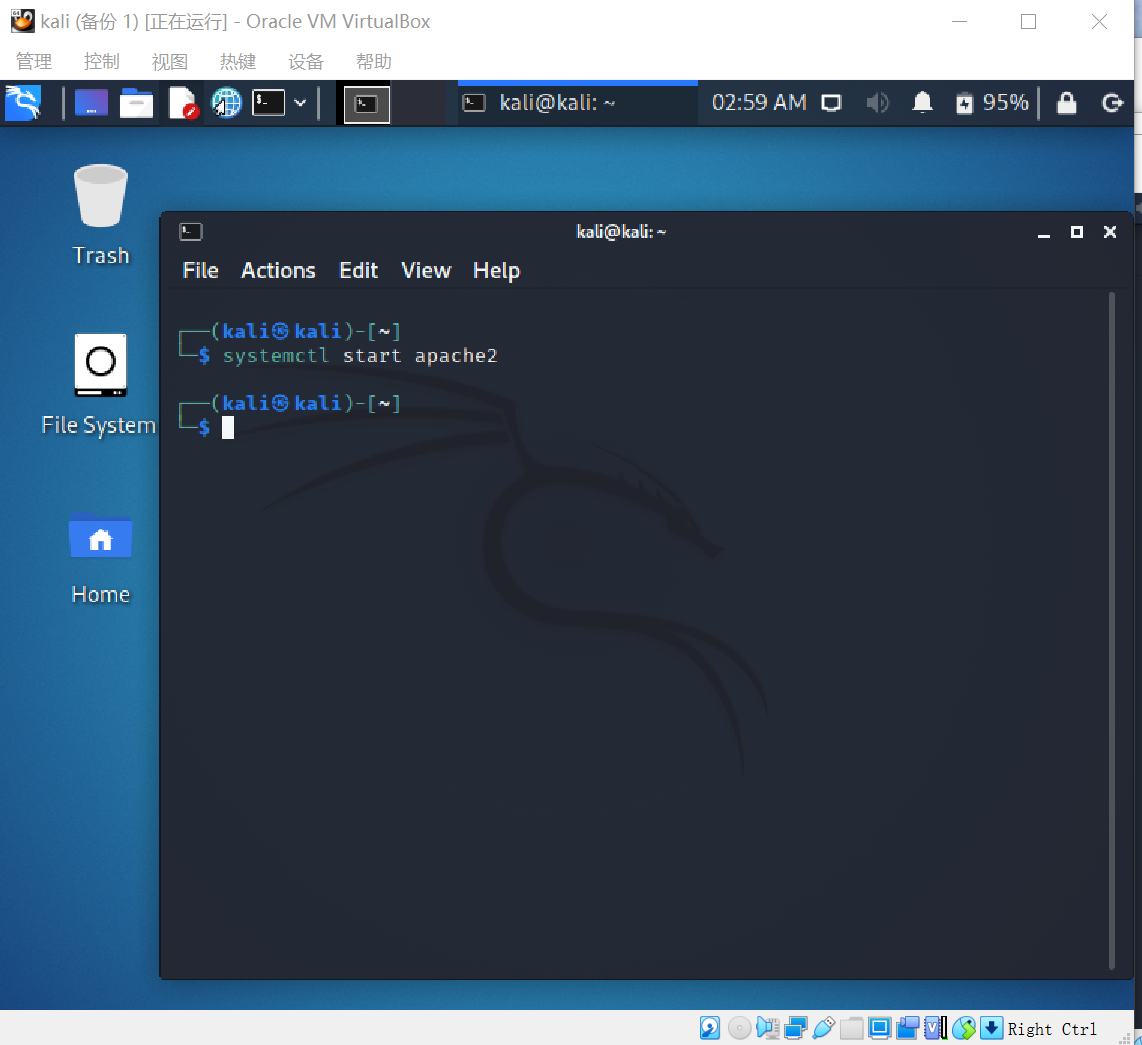 kali (备份 1) [正在运行] - Oracle VM VirtualBox
管理 控制 视图 热键 设备 帮助
kali@kali: ~ 02:59 AM 95%
Trash
kali@kali: ~
File Actions Edit View Help
┌──(kali㉿kali)-[~]
└─$ systemctl start apache2
┌──(kali㉿kali)-[~]
└─$
File System
Home
Right Ctrl